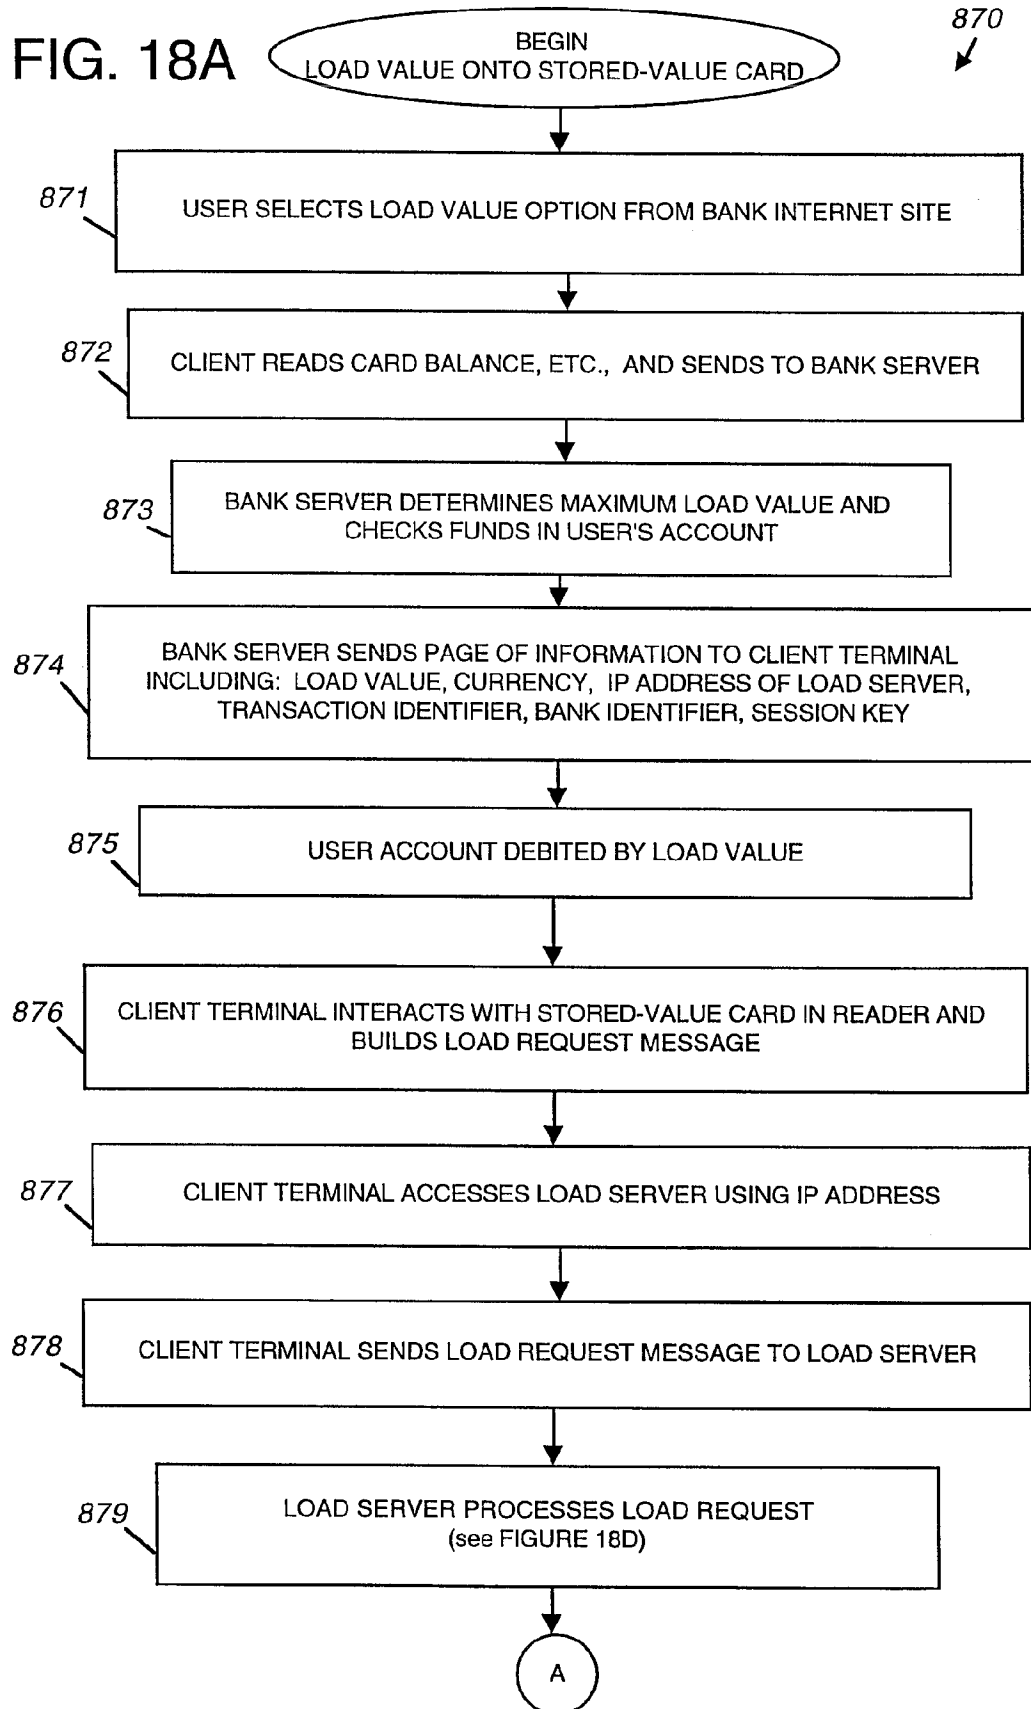 FIG. 18A
870
BEGIN
LOAD VALUE ONTO STORED-VALUE CARD
871
USER SELECTS LOAD VALUE OPTION FROM BANK INTERNET SITE
872
CLIENT READS CARD BALANCE, ETC., AND SENDS TO BANK SERVER
873
BANK SERVER DETERMINES MAXIMUM LOAD VALUE AND
CHECKS FUNDS IN USER'S ACCOUNT
874
BANK SERVER SENDS PAGE OF INFORMATION TO CLIENT TERMINAL
INCLUDING: LOAD VALUE, CURRENCY, IP ADDRESS OF LOAD SERVER,
TRANSACTION IDENTIFIER, BANK IDENTIFIER, SESSION KEY
875
USER ACCOUNT DEBITED BY LOAD VALUE
876
CLIENT TERMINAL INTERACTS WITH STORED-VALUE CARD IN READER AND
BUILDS LOAD REQUEST MESSAGE
877
CLIENT TERMINAL ACCESSES LOAD SERVER USING IP ADDRESS
878
CLIENT TERMINAL SENDS LOAD REQUEST MESSAGE TO LOAD SERVER
879
LOAD SERVER PROCESSES LOAD REQUEST
(see FIGURE 18D)
A